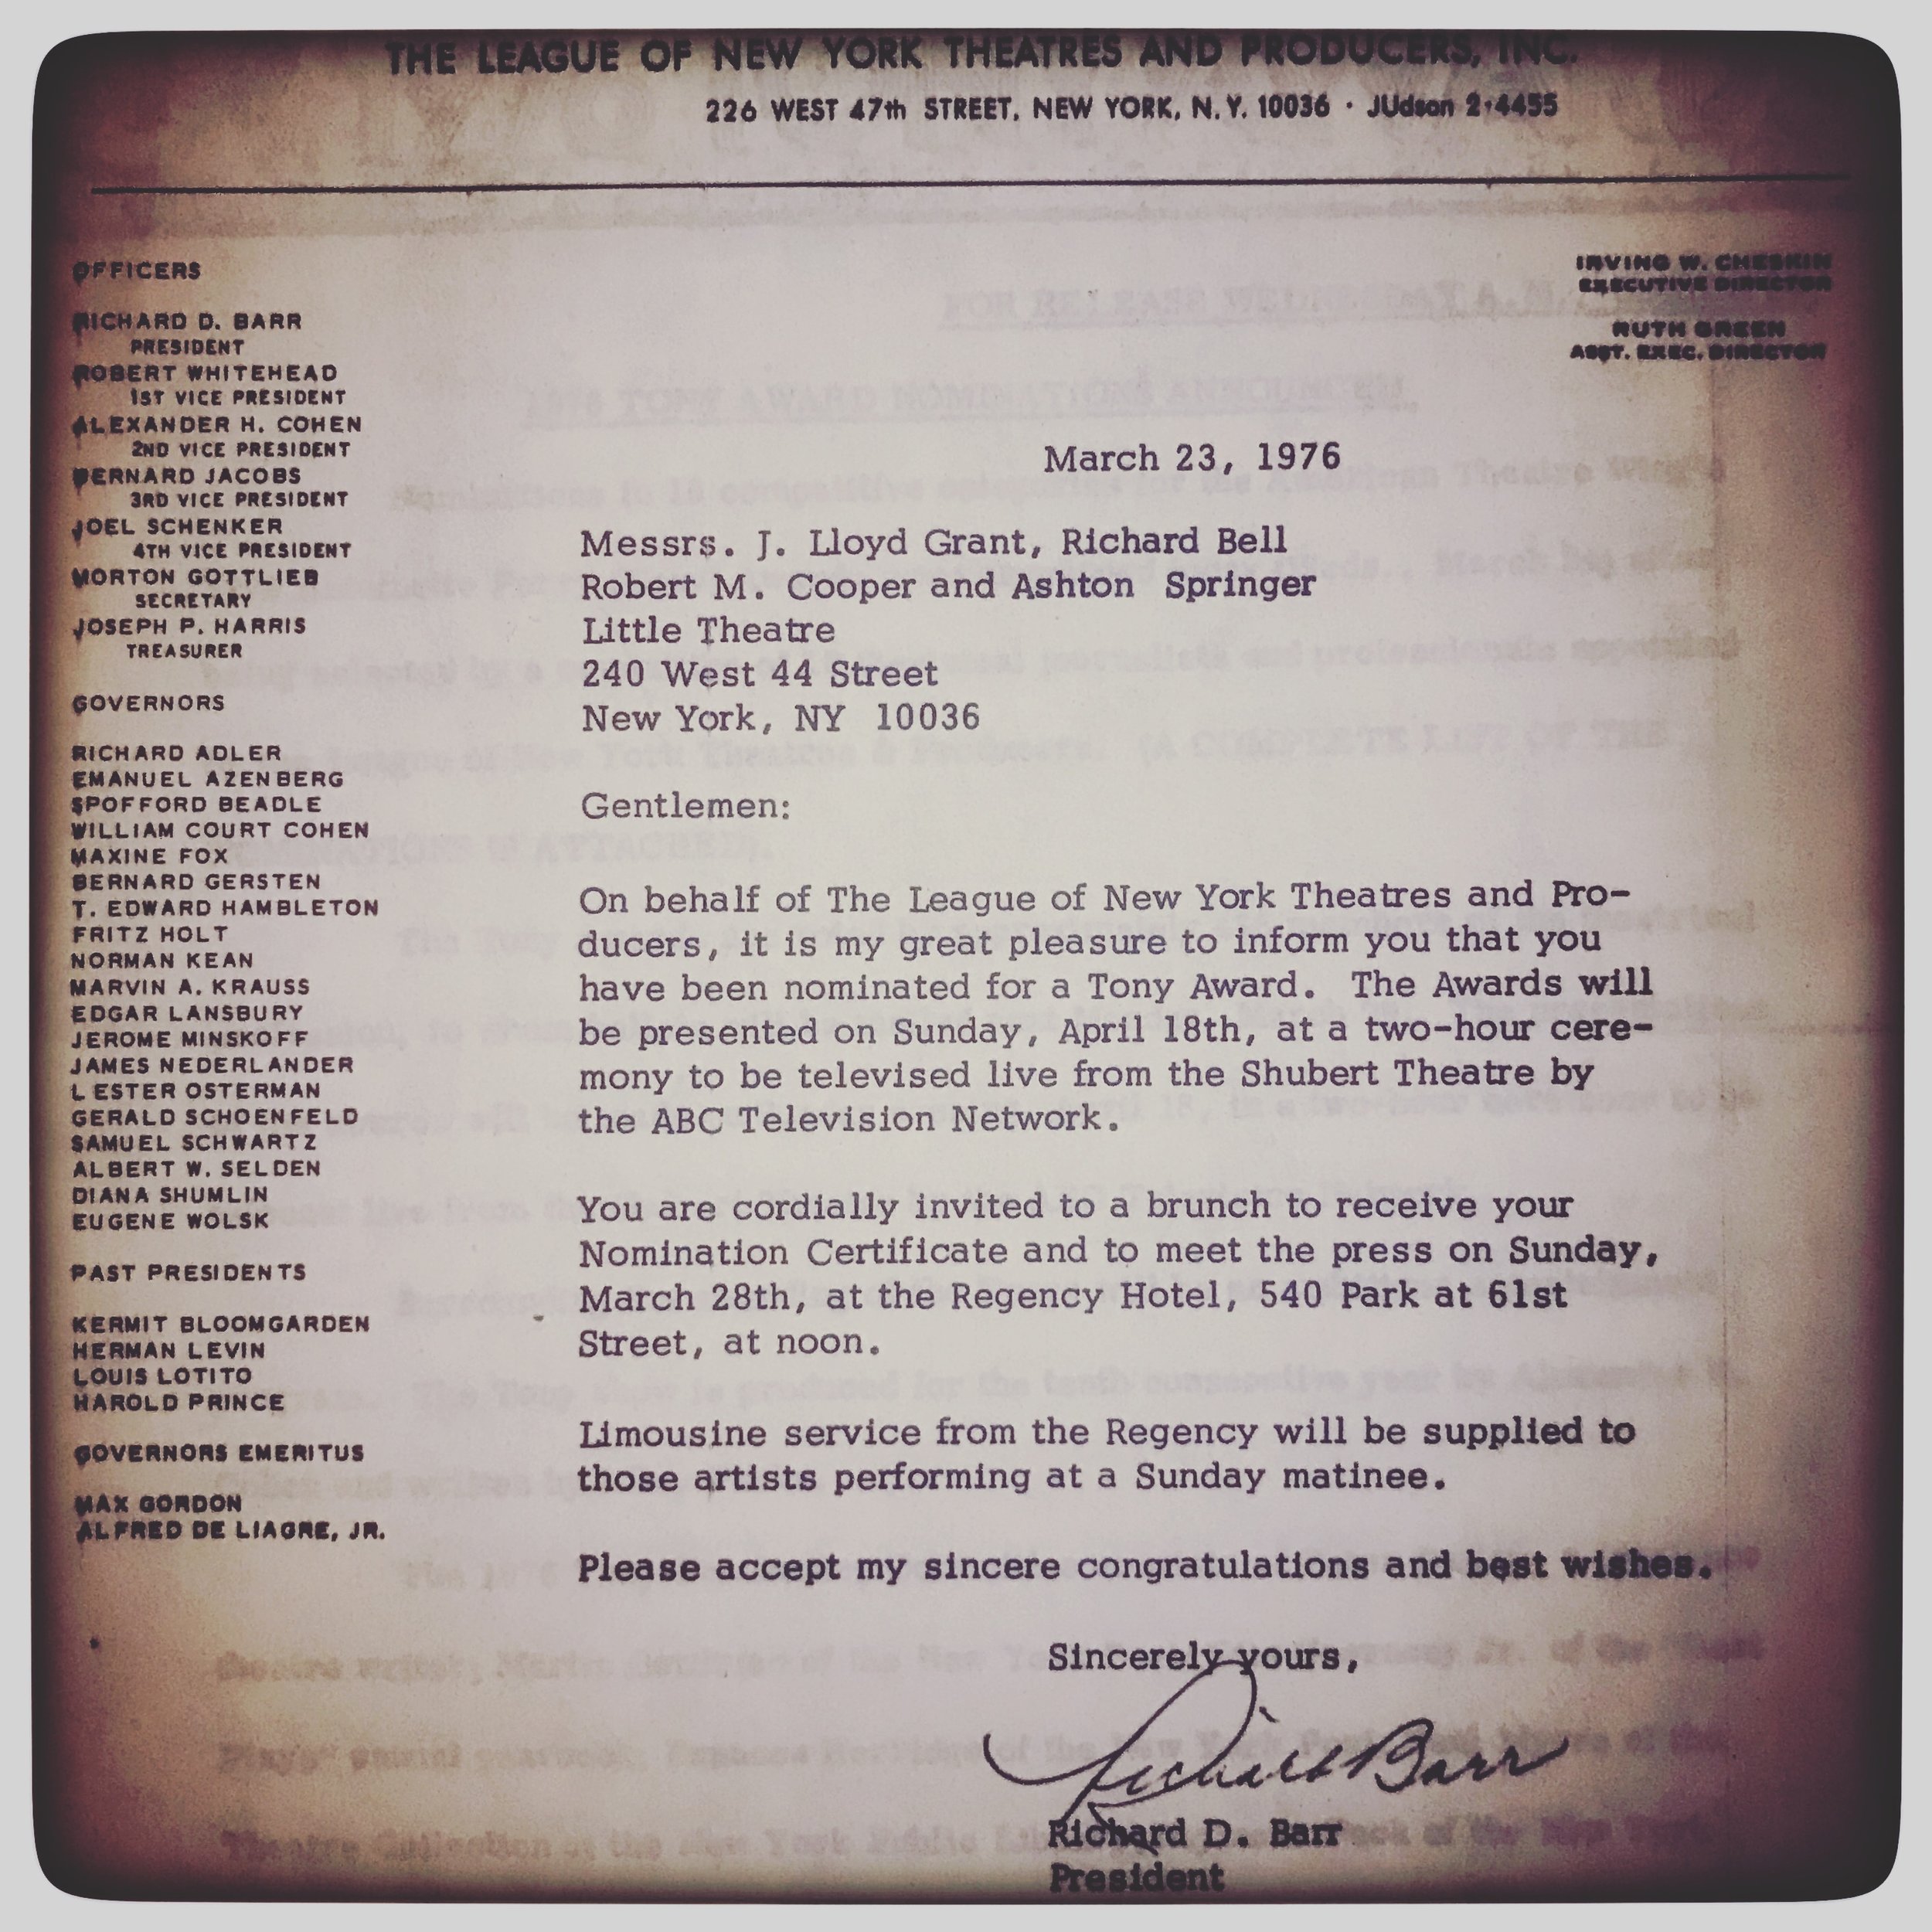 THE LEAGUE OF NEW YORK THEATRES AND PRODUCERS, INC.
226 WEST 47th STREET, NEW YORK, N.Y. 10036 · JUdson 2-4455
OFFICERS
RICHARD D. BARR
PRESIDENT
ROBERT WHITEHEAD
1ST VICE PRESIDENT
ALEXANDER H. COHEN
2ND VICE PRESIDENT
BERNARD JACOBS
3RD VICE PRESIDENT
JOEL SCHENKER
4TH VICE PRESIDENT
MORTON GOTTLIEB
SECRETARY
JOSEPH P. HARRIS
TREASURER
GOVERNORS
RICHARD ADLER
EMANUEL AZENBERG
SPOFFORD BEADLE
WILLIAM COURT COHEN
MAXINE FOX
BERNARD GERSTEN
T. EDWARD HAMBLETON
FRITZ HOLT
NORMAN KEAN
MARVIN A. KRAUSS
EDGAR LANSBURY
JEROME MINSKOFF
JAMES NEDERLANDER
LESTER OSTERMAN
GERALD SCHOENFELD
SAMUEL SCHWARTZ
ALBERT W. SELDEN
DIANA SHUMLIN
EUGENE WOLSK
PAST PRESIDENTS
KERMIT BLOOMGARDEN
HERMAN LEVIN
LOUIS LOTITO
HAROLD PRINCE
GOVERNORS EMERITUS
MAX GORDON
ALFRED DE LIAGRE, JR.
IRVING W. CHESKIN
EXECUTIVE DIRECTOR
RUTH GREEN
ASST. EXEC. DIRECTOR
FOR RELEASE WEDNESDAY A.M.
TONY AWARD NOMINATIONS ANNOUNCED
March 23, 1976
Messrs. J. Lloyd Grant, Richard Bell
Robert M. Cooper and Ashton Springer
Little Theatre
240 West 44 Street
New York, NY 10036
Gentlemen:
On behalf of The League of New York Theatres and Pro-
ducers, it is my great pleasure to inform you that you
have been nominated for a Tony Award. The Awards will
be presented on Sunday, April 18th, at a two-hour cere-
mony to be televised live from the Shubert Theatre by
the ABC Television Network.
You are cordially invited to a brunch to receive your
Nomination Certificate and to meet the press on Sunday,
March 28th, at the Regency Hotel, 540 Park at 61st
Street, at noon.
Limousine service from the Regency will be supplied to
those artists performing at a Sunday matinee.
Please accept my sincere congratulations and best wishes.
Sincerely yours,
Richard Barr
Richard D. Barr
President